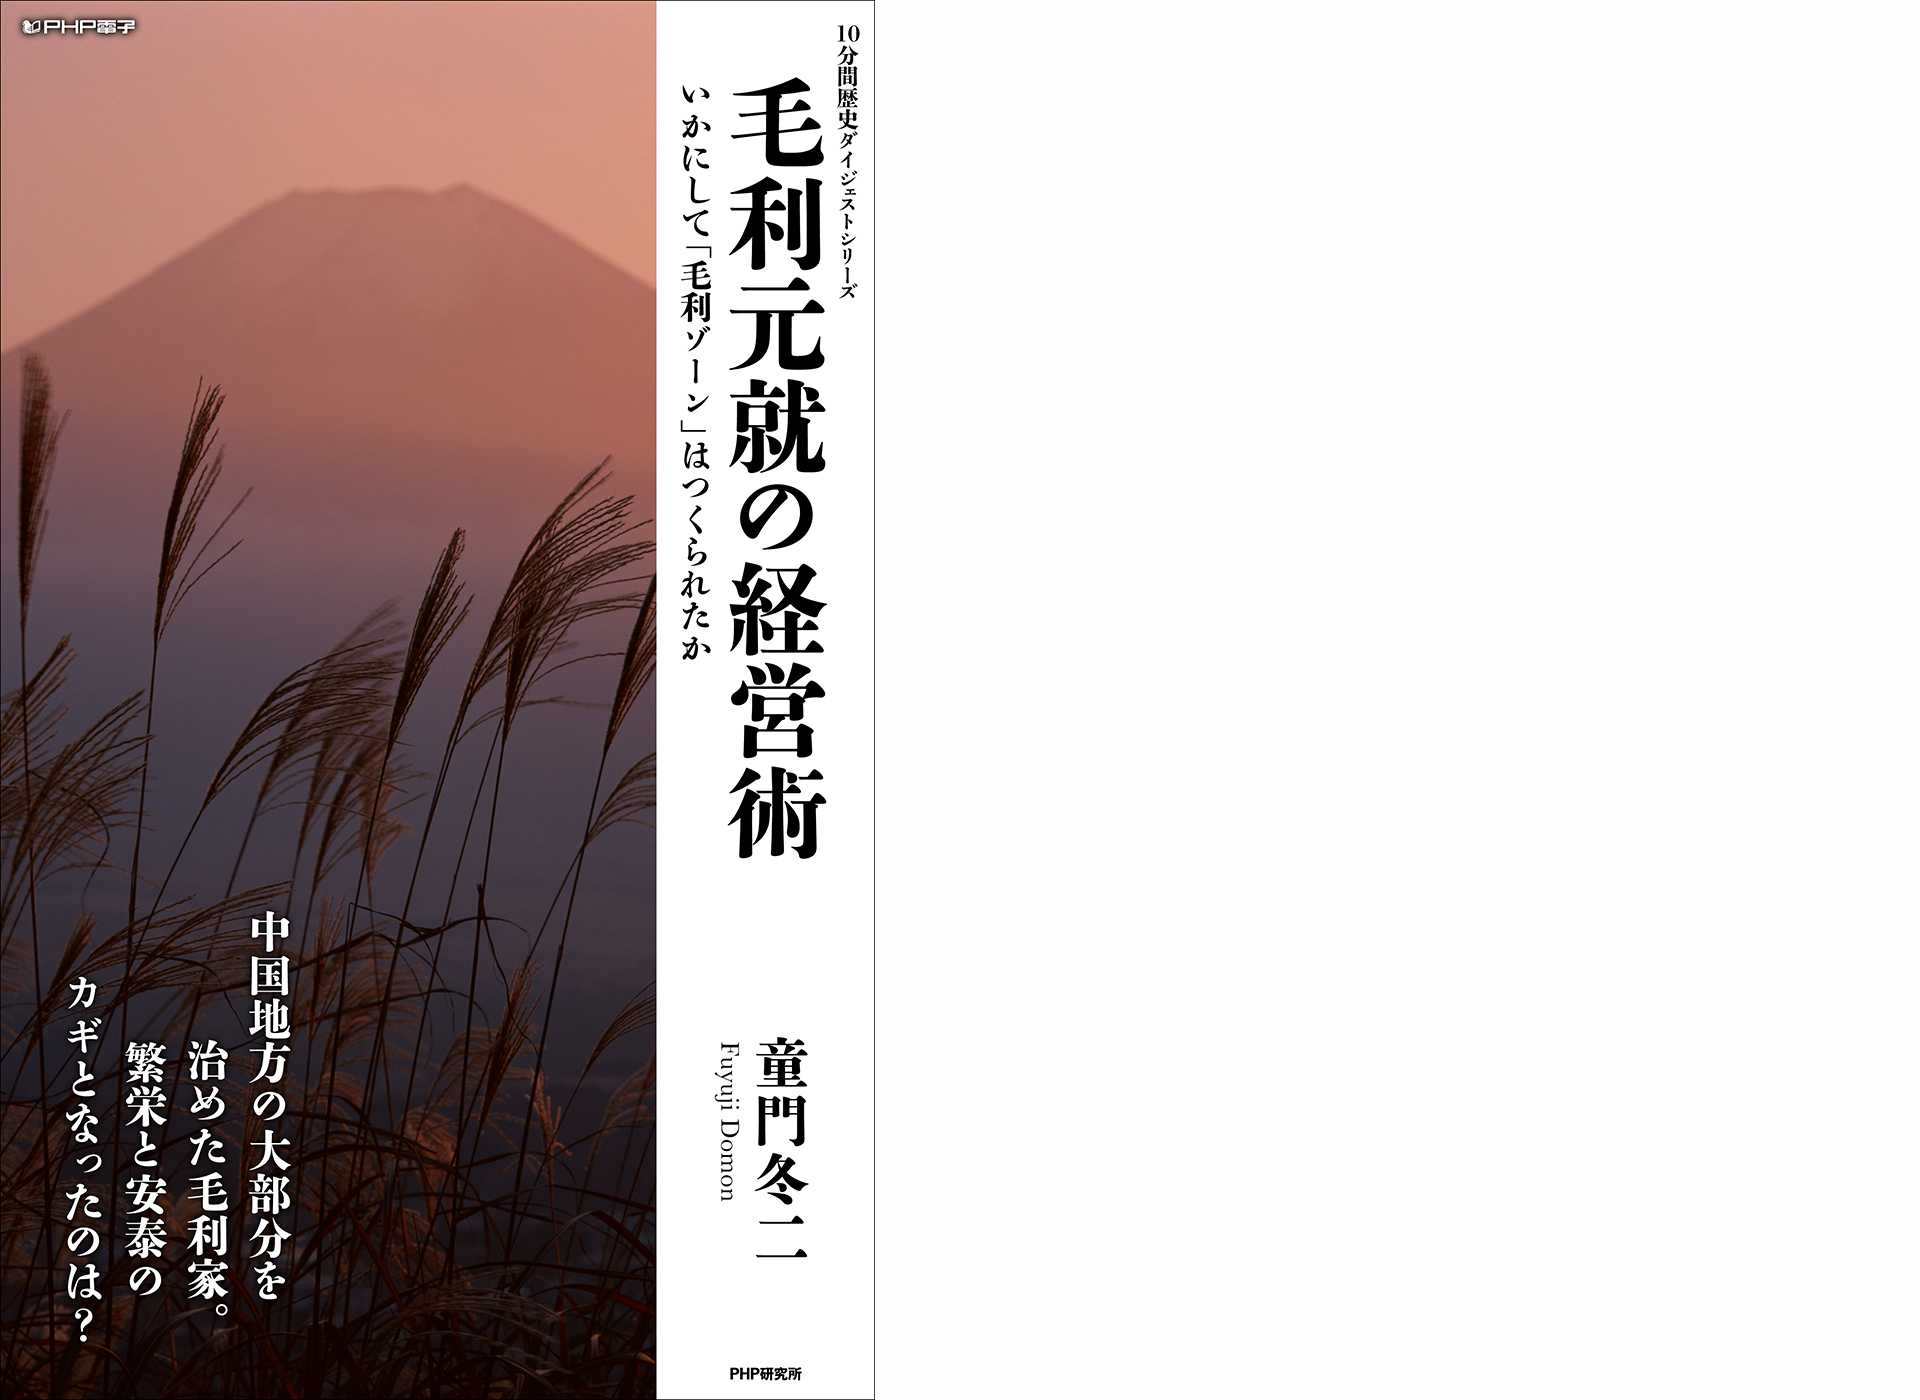 10分間歴史ダイジェストシリーズ
毛利元就の経営術
いかにして「毛利ゾーン」はつくられたか
童門冬二
Fuyuji Domon
PHP研究所
PHP電子
中国地方の大部分を
治めた毛利家。
繁栄と安泰の
カギとなったのは？